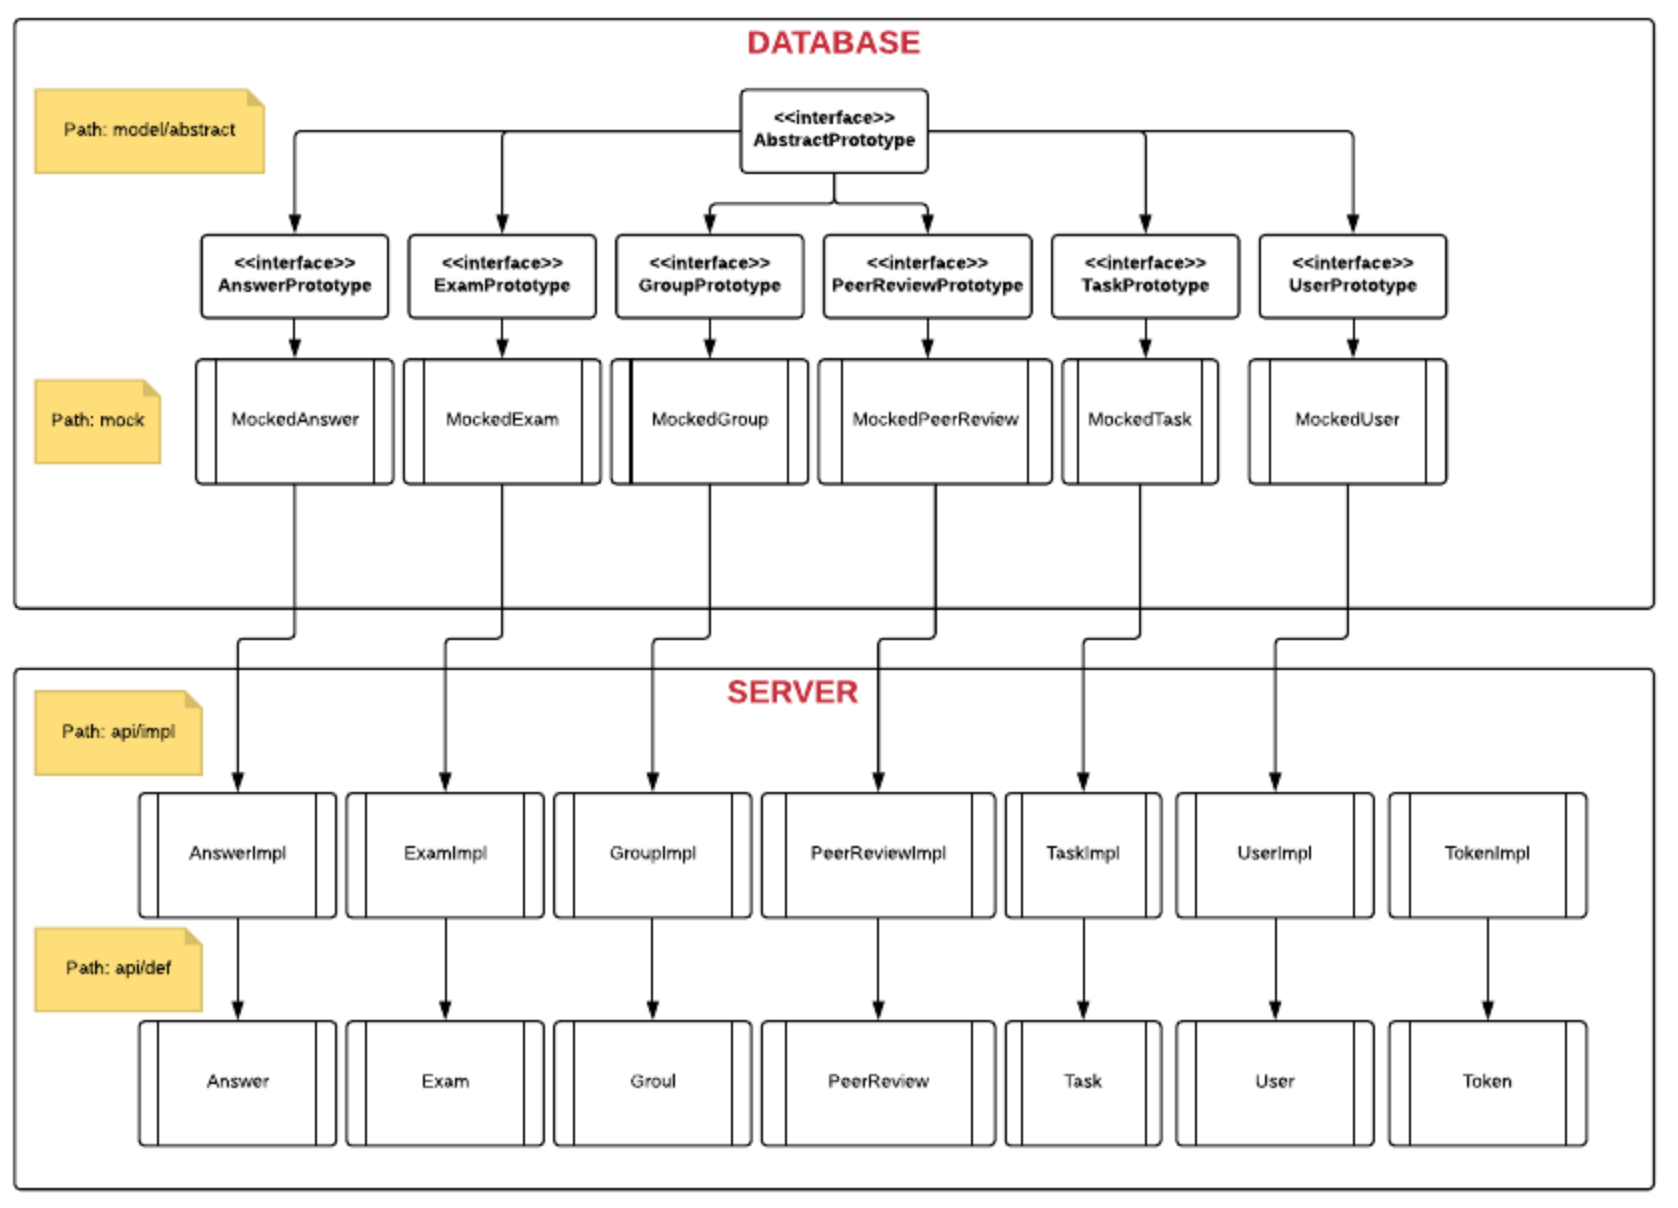 DATABASE
Path: model/abstract
<<interface>>
AbstractPrototype
<<interface>>
AnswerPrototype
<<interface>>
ExamPrototype
<<interface>>
GroupPrototype
<<interface>>
PeerReviewPrototype
<<interface>>
TaskPrototype
<<interface>>
UserPrototype
Path: mock
MockedAnswer
MockedExam
MockedGroup
MockedPeerReview
MockedTask
MockedUser
SERVER
Path: api/impl
AnswerImpl
ExamImpl
GroupImpl
PeerReviewImpl
TaskImpl
UserImpl
TokenImpl
Path: api/def
Answer
Exam
Groul
PeerReview
Task
User
Token